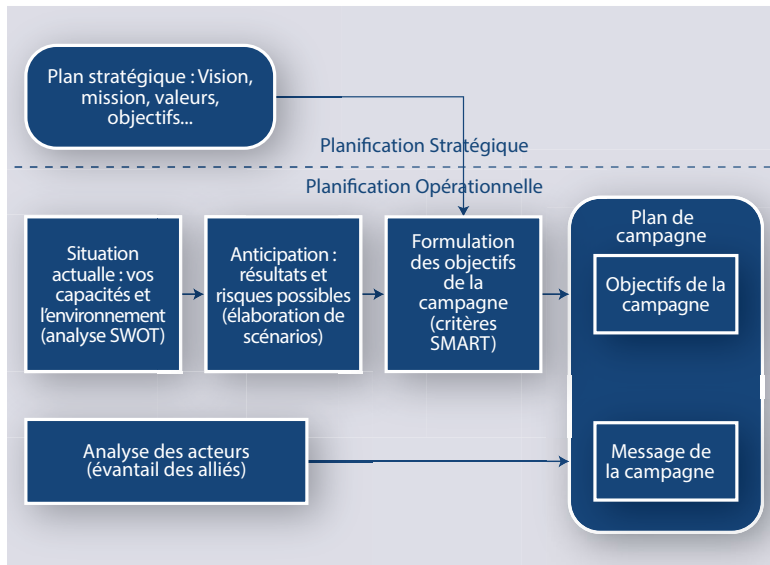 Plan stratégique : Vision,
mission, valeurs,
objectifs...
Planification Stratégique
Planification Opérationnelle
Situation
actualle : vos
capacités et
l'environnement
(analyse SWOT)
Anticipation :
résultats et
risques possibles
(élaboration de
scénarios)
Formulation
des objectifs
de la
campagne
(critères
SMART)
Plan de
campagne
Objectifs de la
campagne
Analyse des acteurs
(évantail des alliés)
Message de
la campagne